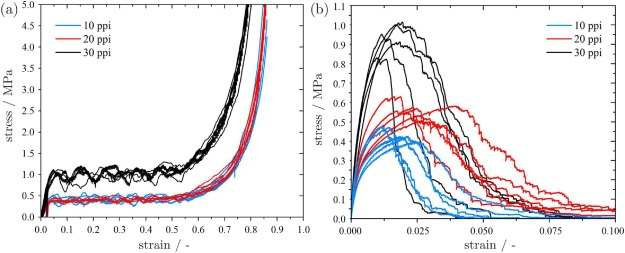 (a)
5.0
4.5
4.0
3.5
3.0
2.5
2.0
1.5
1.0
0.5
0.0
stress / MPa
10 ppi
20 ppi
30 ppi
0.0 0.1 0.2 0.3 0.4 0.5 0.6 0.7 0.8 0.9 1.0
strain / -
(b)
1.1
1.0
0.9
0.8
0.7
0.6
0.5
0.4
0.3
0.2
0.1
0.0
stress / MPa
10 ppi
20 ppi
30 ppi
0.000 0.025 0.050 0.075 0.100
strain / -